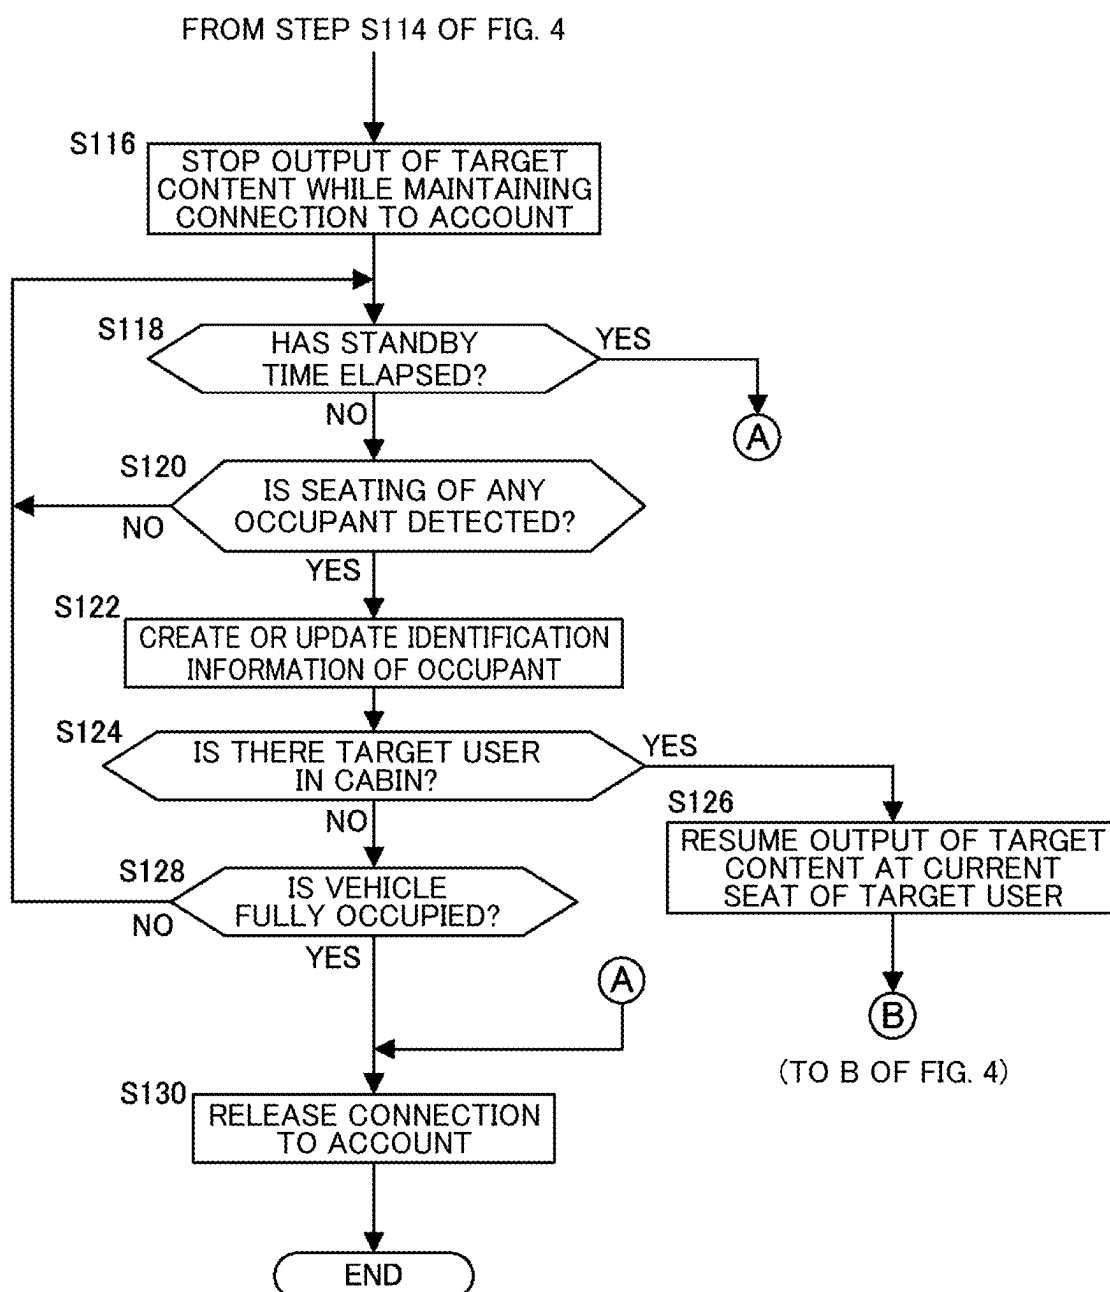 FROM STEP S114 OF FIG. 4
S116
STOP OUTPUT OF TARGET
CONTENT WHILE MAINTAINING
CONNECTION TO ACCOUNT
S118
HAS STANDBY
TIME ELAPSED?
YES
NO
A
S120
IS SEATING OF ANY
OCCUPANT DETECTED?
NO
YES
S122
CREATE OR UPDATE IDENTIFICATION
INFORMATION OF OCCUPANT
S124
IS THERE TARGET USER
IN CABIN?
YES
NO
S126
RESUME OUTPUT OF TARGET
CONTENT AT CURRENT
SEAT OF TARGET USER
S128
IS VEHICLE
FULLY OCCUPIED?
NO
YES
A
B
(TO B OF FIG. 4)
S130
RELEASE CONNECTION
TO ACCOUNT
END